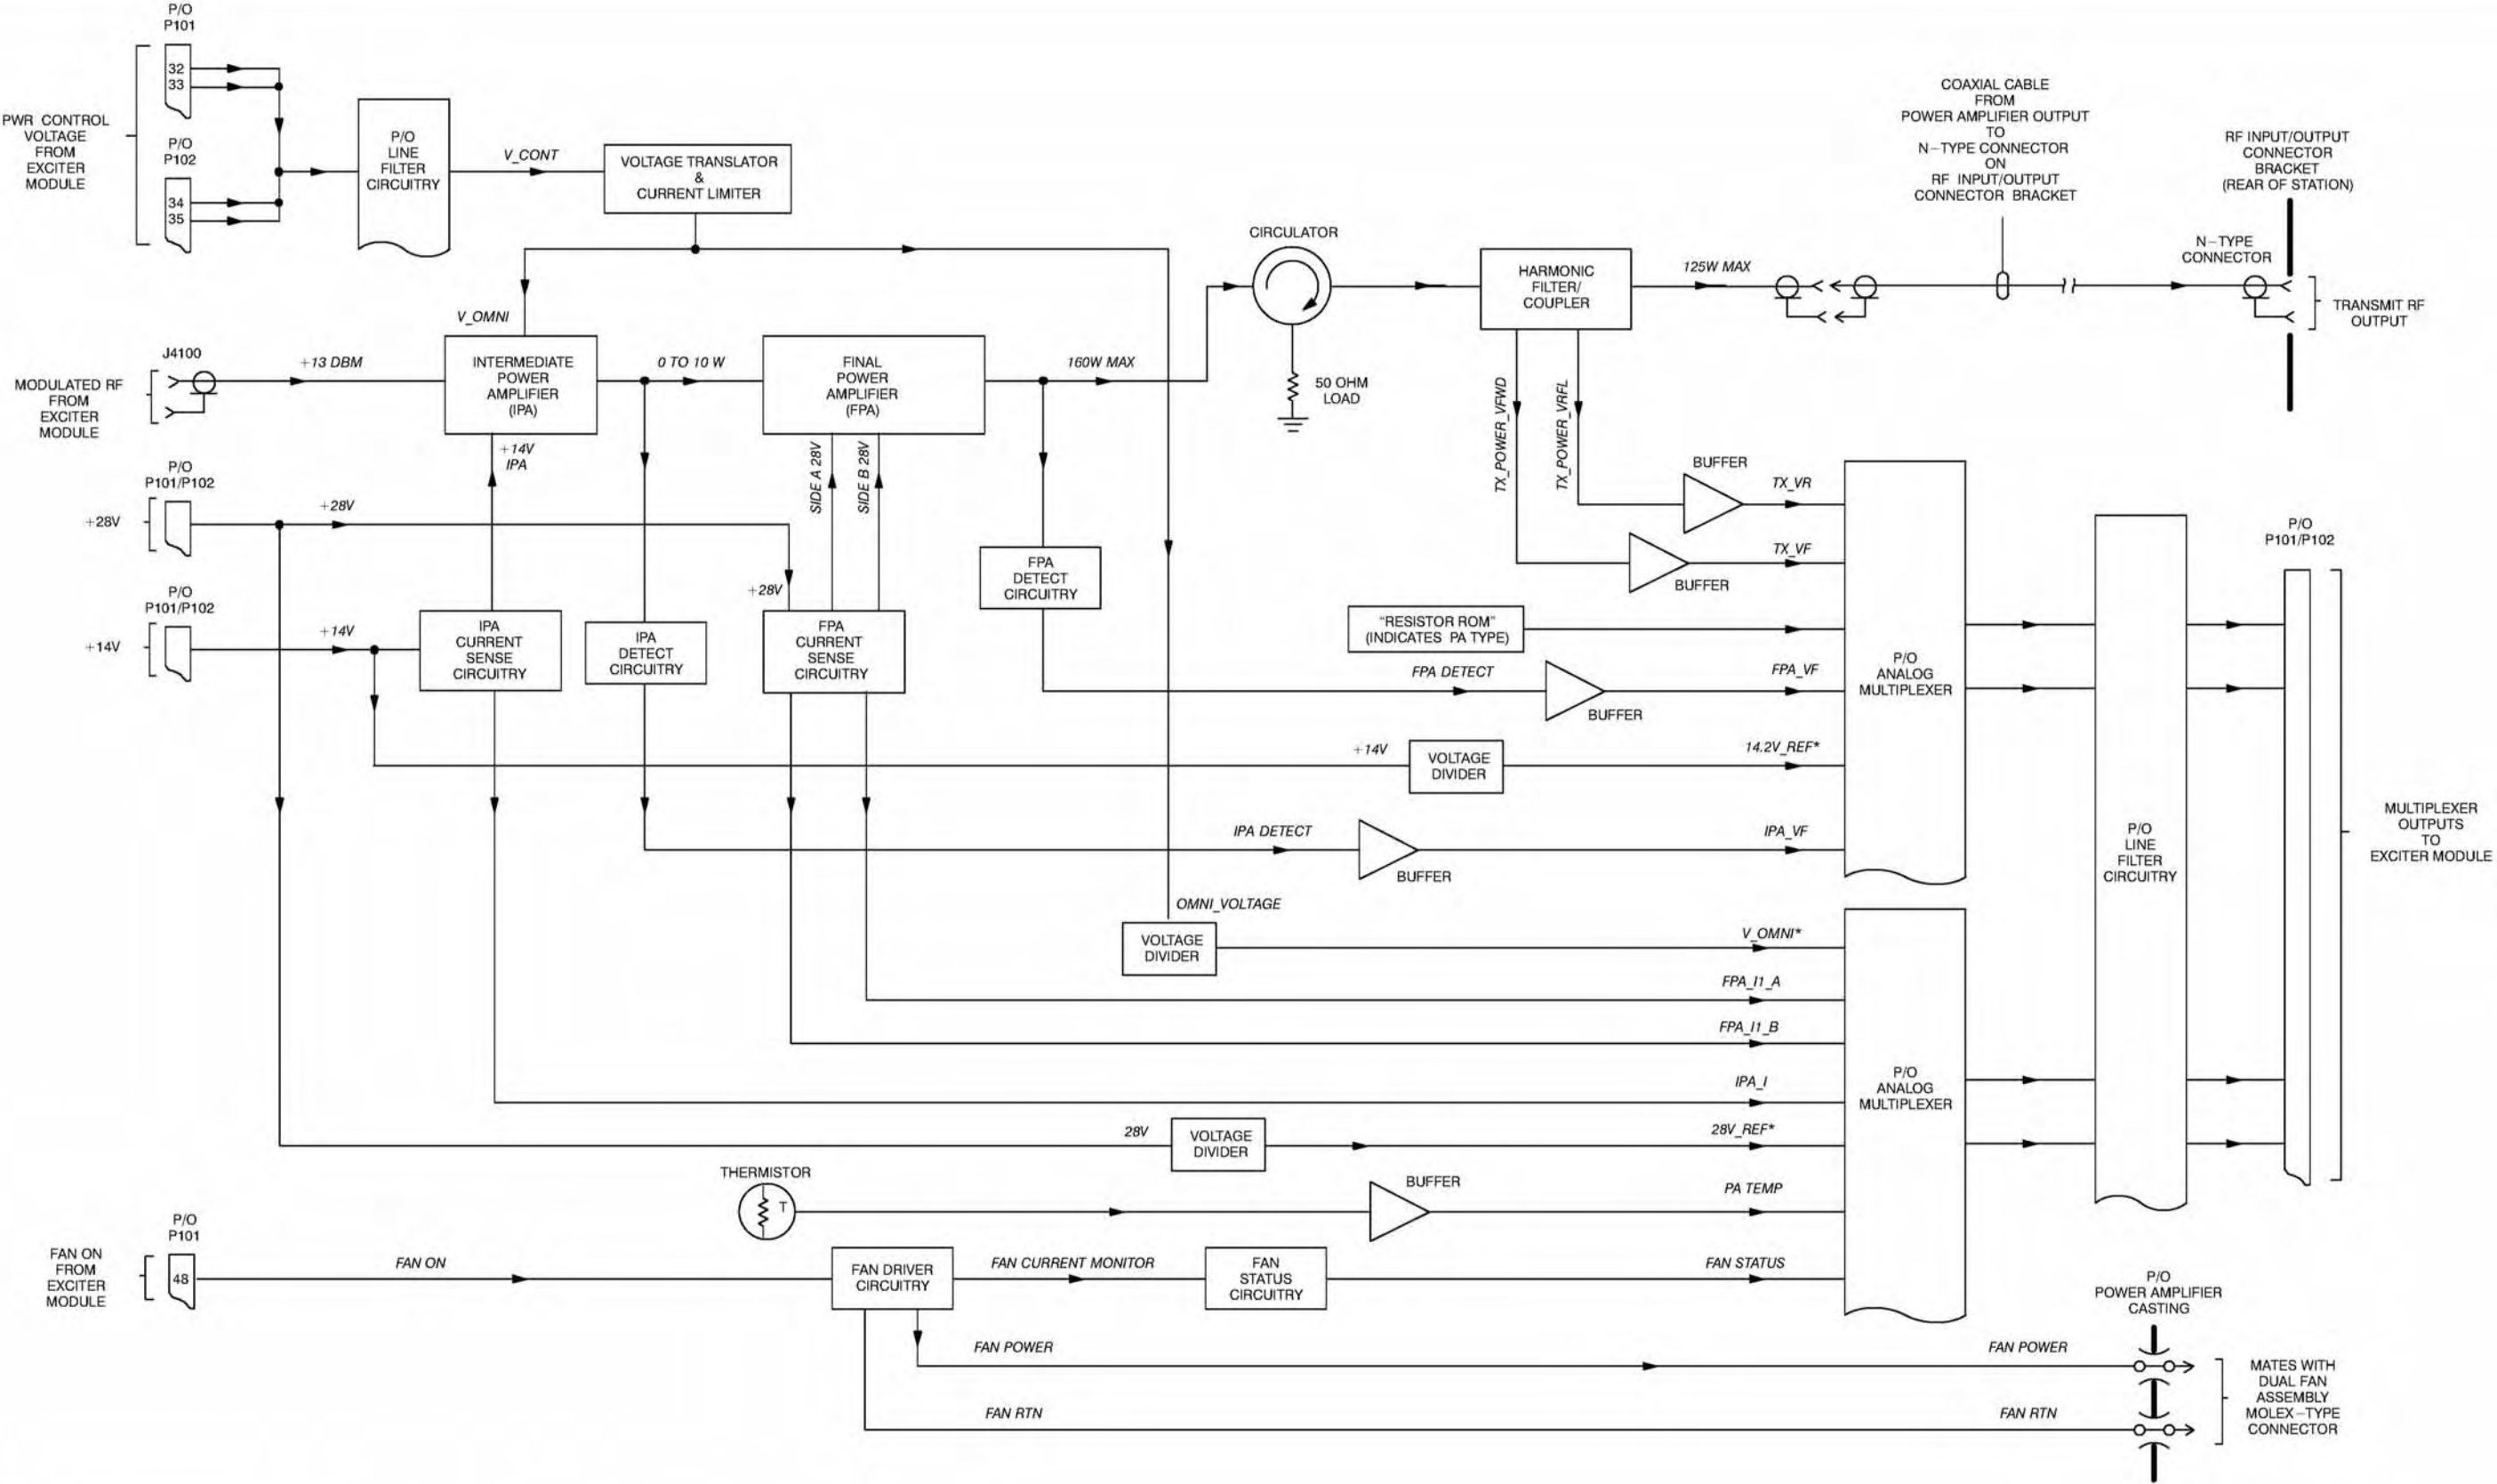 P/O
P101
32
33
PWR CONTROL
VOLTAGE
FROM
EXCITER
MODULE
P/O
P102
34
35
P/O
LINE
FILTER
CIRCUITRY
V_CONT
VOLTAGE TRANSLATOR
&
CURRENT LIMITER
COAXIAL CABLE
FROM
POWER AMPLIFIER OUTPUT
TO
N-TYPE CONNECTOR
ON
RF INPUT/OUTPUT
CONNECTOR BRACKET
RF INPUT/OUTPUT
CONNECTOR
BRACKET
(REAR OF STATION)
N-TYPE
CONNECTOR
TRANSMIT RF
OUTPUT
CIRCULATOR
50 OHM
LOAD
HARMONIC
FILTER/
COUPLER
125W MAX
V_OMNI
MODULATED RF
FROM
EXCITER
MODULE
J4100
+13 DBM
INTERMEDIATE
POWER
AMPLIFIER
(IPA)
0 TO 10 W
FINAL
POWER
AMPLIFIER
(FPA)
160W MAX
TX_POWER_VFWD
TX_POWER_VRFL
+14V
IPA
SIDE A 28V
SIDE B 28V
P/O
P101/P102
+28V
+28V
+28V
P/O
P101/P102
+14V
+14V
IPA
CURRENT
SENSE
CIRCUITRY
IPA
DETECT
CIRCUITRY
FPA
CURRENT
SENSE
CIRCUITRY
FPA
DETECT
CIRCUITRY
BUFFER
TX_VR
TX_VF
BUFFER
"RESISTOR ROM"
(INDICATES PA TYPE)
FPA DETECT
BUFFER
FPA_VF
+14V
VOLTAGE
DIVIDER
14.2V_REF*
IPA DETECT
BUFFER
IPA_VF
P/O
ANALOG
MULTIPLEXER
P/O
LINE
FILTER
CIRCUITRY
P/O
P101/P102
MULTIPLEXER
OUTPUTS
TO
EXCITER MODULE
OMNI_VOLTAGE
VOLTAGE
DIVIDER
V_OMNI*
FPA_I1_A
FPA_I1_B
IPA_I
28V
VOLTAGE
DIVIDER
28V_REF*
P/O
ANALOG
MULTIPLEXER
THERMISTOR
T
BUFFER
PA TEMP
FAN ON
FROM
EXCITER
MODULE
P/O
P101
48
FAN ON
FAN DRIVER
CIRCUITRY
FAN CURRENT MONITOR
FAN
STATUS
CIRCUITRY
FAN STATUS
P/O
POWER AMPLIFIER
CASTING
FAN POWER
FAN POWER
FAN RTN
FAN RTN
MATES WITH
DUAL FAN
ASSEMBLY
MOLEX-TYPE
CONNECTOR